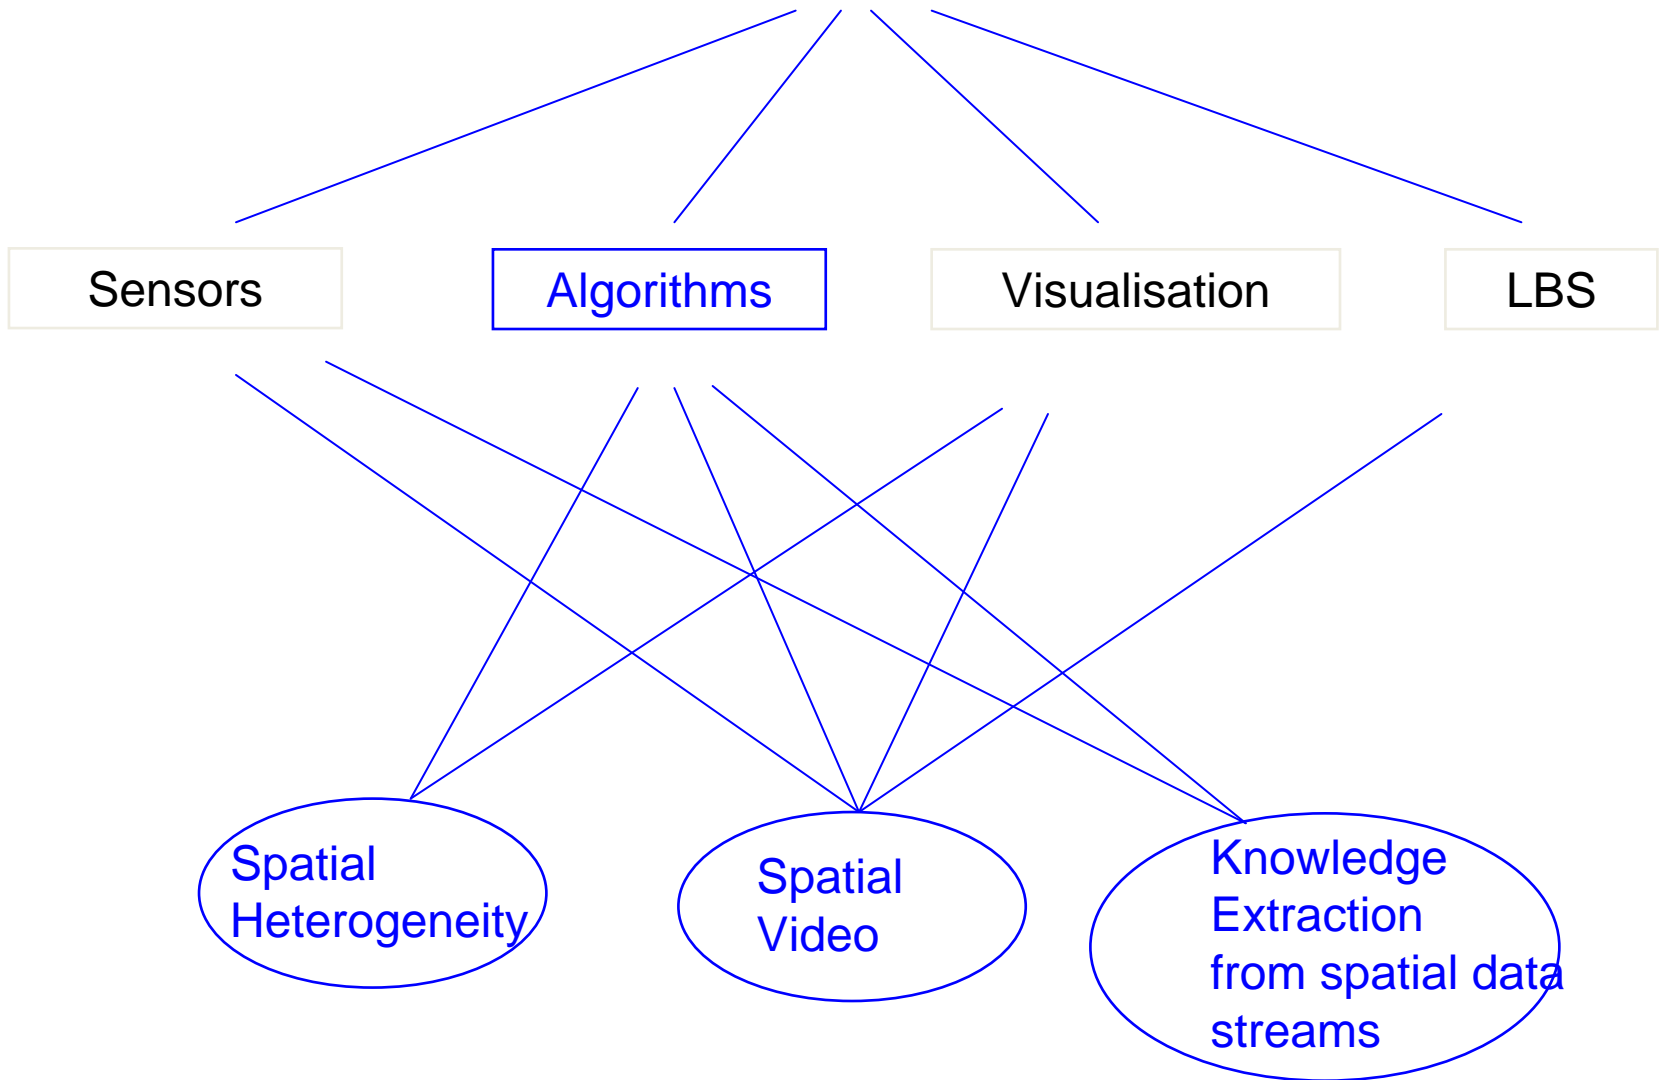 Sensors
Algorithms
Visualisation
LBS
Spatial
Heterogeneity
Spatial
Video
Knowledge
Extraction
from spatial data
streams